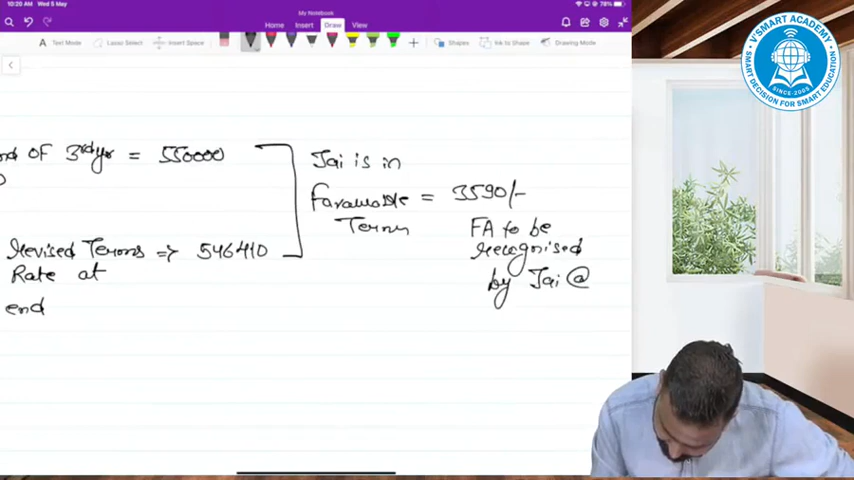 10:20 AM Wed 5 May
My Notebook
78%
Home Insert Draw View
Text Mode Lasso Select Insert Space Shapes Ink to Shape Drawing Mode
nd of 3rd yr = 550000
Revised Terms => 546410
Rate at
end
Jai is in
Favourable = 3590/-
Terms
FA to be
recognised
by Jai @
V'SMART ACADEMY
SINCE-2005
SMART DECISION FOR SMART EDUCATION